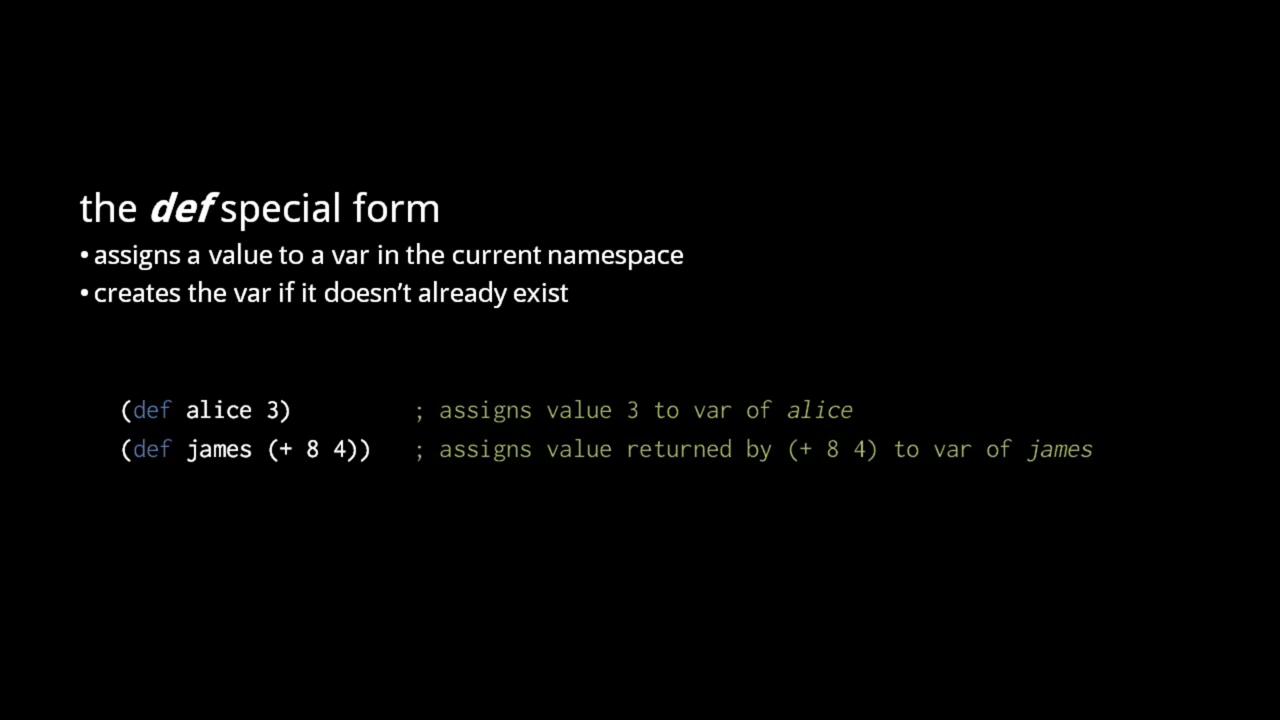 the def special form
• assigns a value to a var in the current namespace
• creates the var if it doesn’t already exist
(def alice 3) ; assigns value 3 to var of alice
(def james (+ 8 4)) ; assigns value returned by (+ 8 4) to var of james